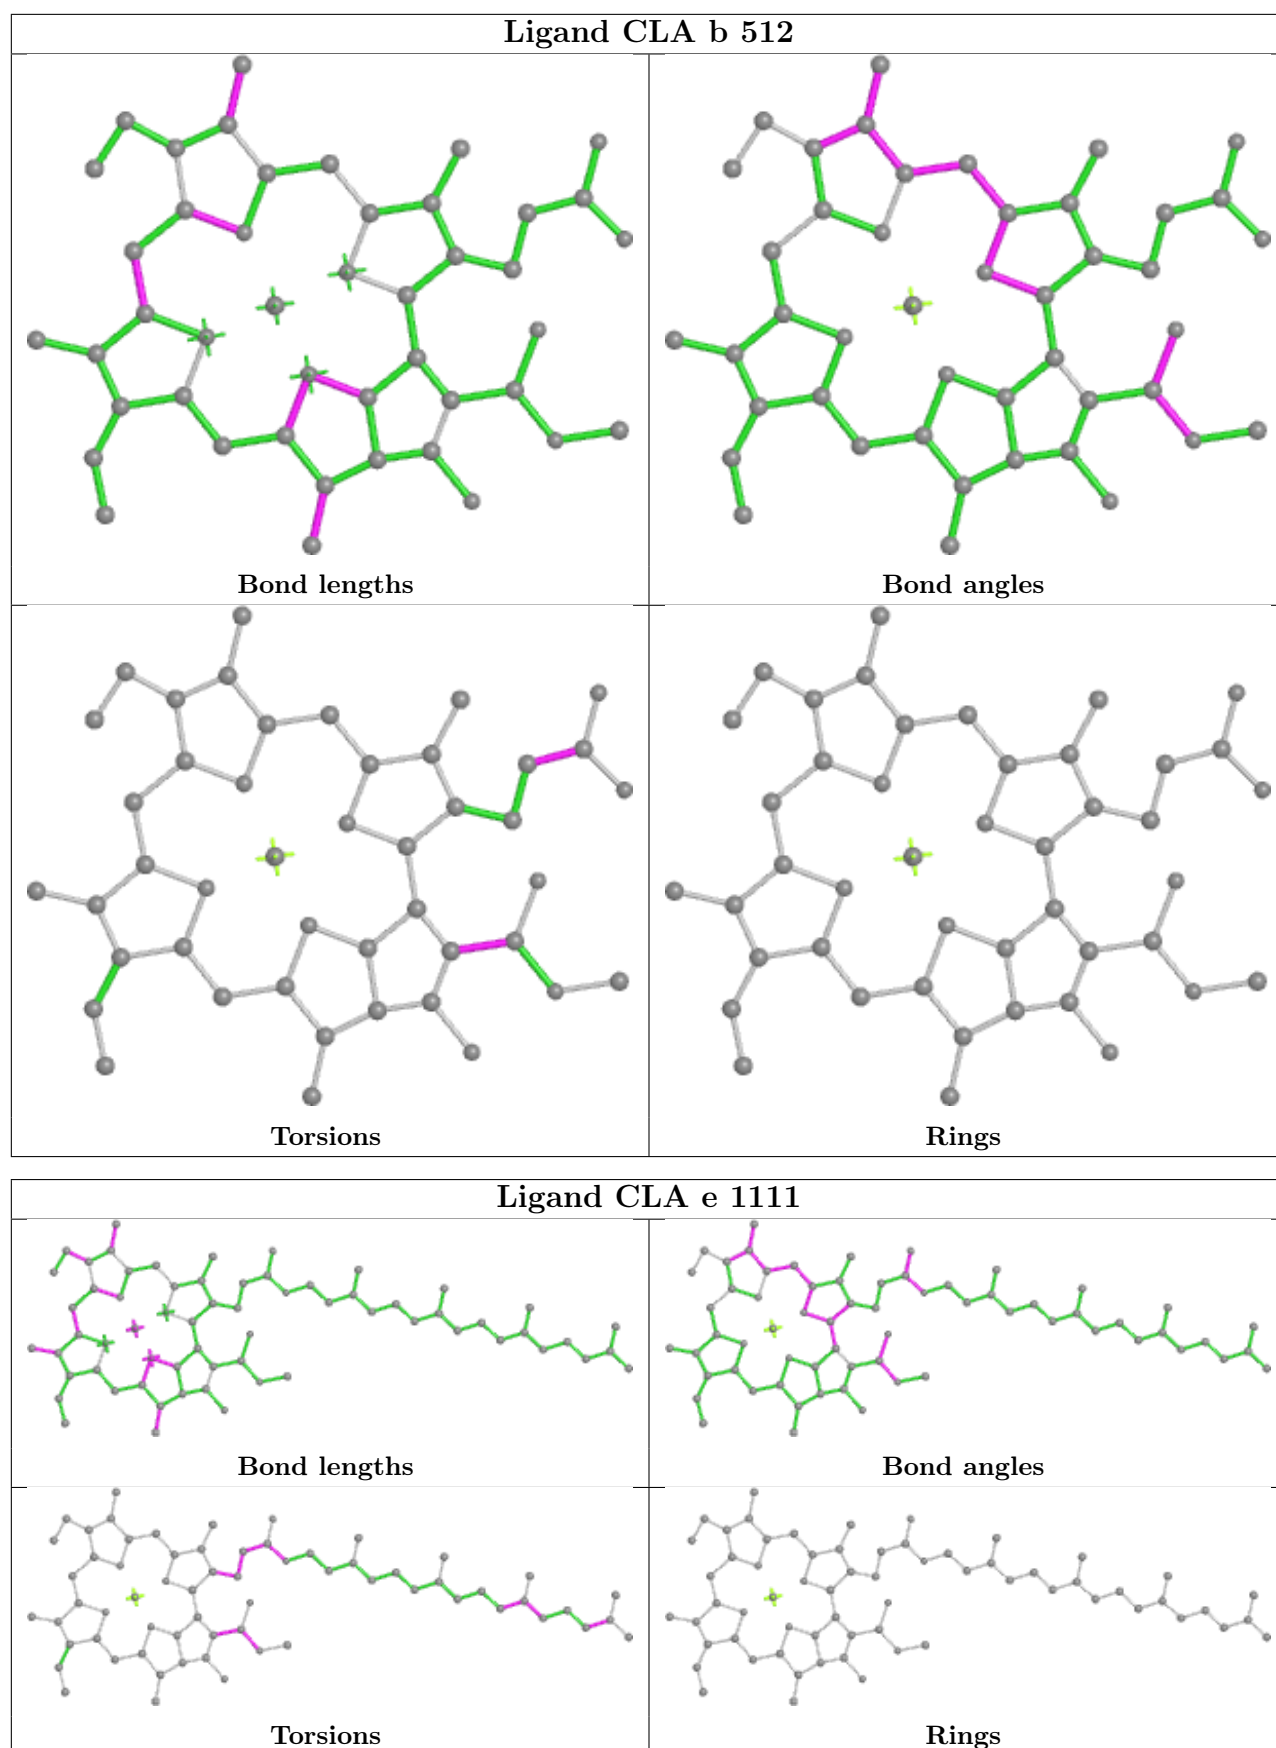 Ligand CLA b 512
Bond lengths
Bond angles
Torsions
Rings
Ligand CLA e 1111
Bond lengths
Bond angles
Torsions
Rings